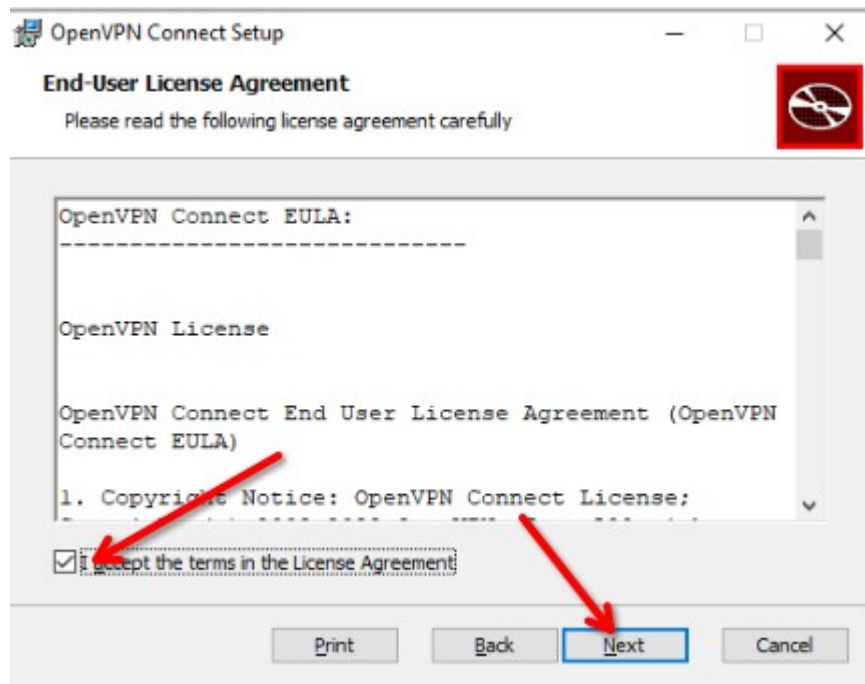 OpenVPN Connect Setup
End-User License Agreement
Please read the following license agreement carefully
OpenVPN Connect EULA:
-----------------------------
OpenVPN License
OpenVPN Connect End User License Agreement (OpenVPN
Connect EULA)
1. Copyright Notice: OpenVPN Connect License;
I accept the terms in the License Agreement
Print
Back
Next
Cancel